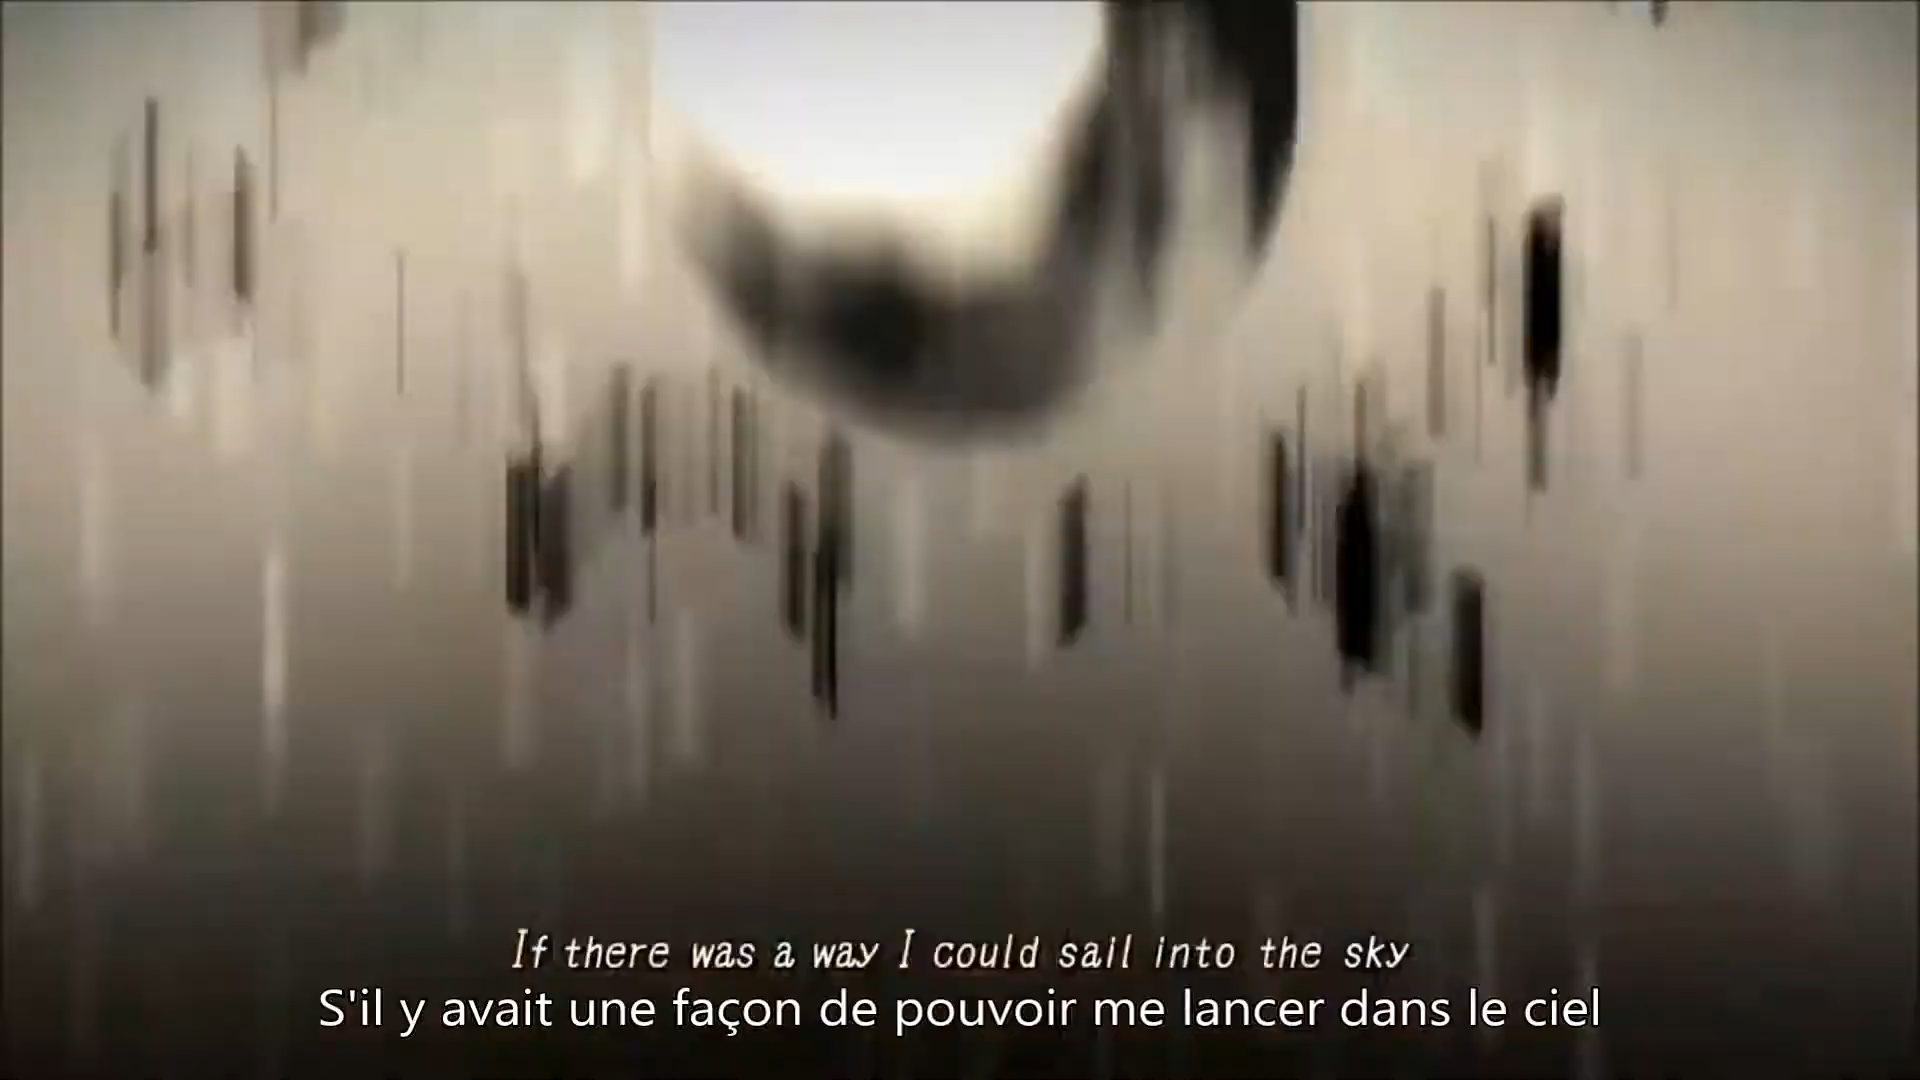 If there was a way I could sail into the sky
S'il y avait une façon de pouvoir me lancer dans le ciel